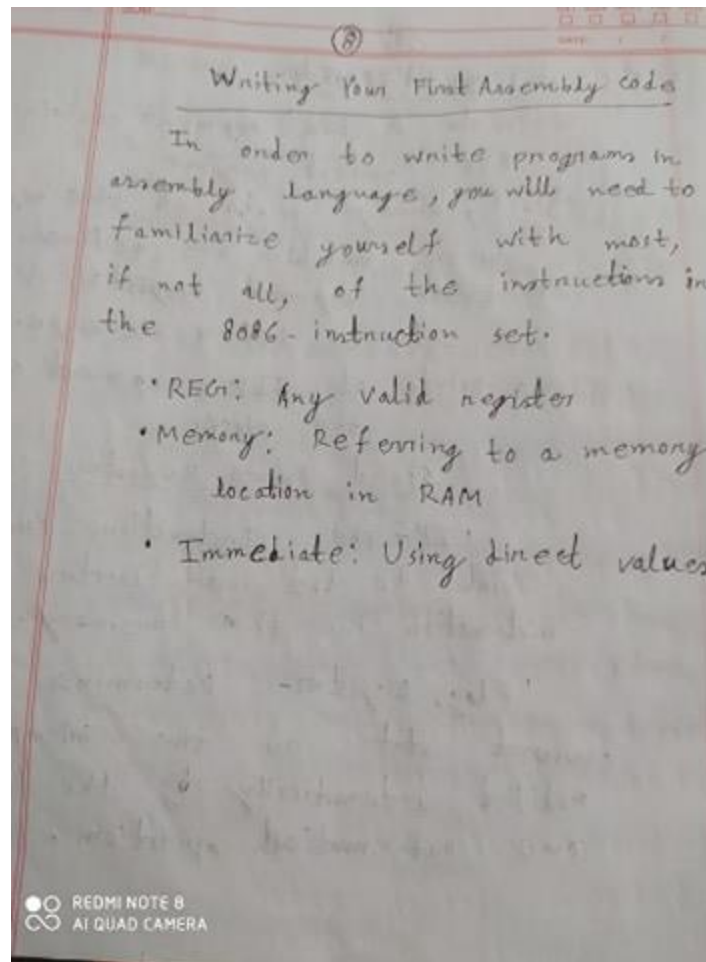 8
Writing Your First Assembly code
In order to write programs in
assembly language, you will need to
familiarize yourself with most,
if not all, of the instructions in
the 8086-instruction set.
• REG: Any valid register
• Memory: Referring to a memory
location in RAM
• Immediate: Using direct values
REDMI NOTE 8
AI QUAD CAMERA